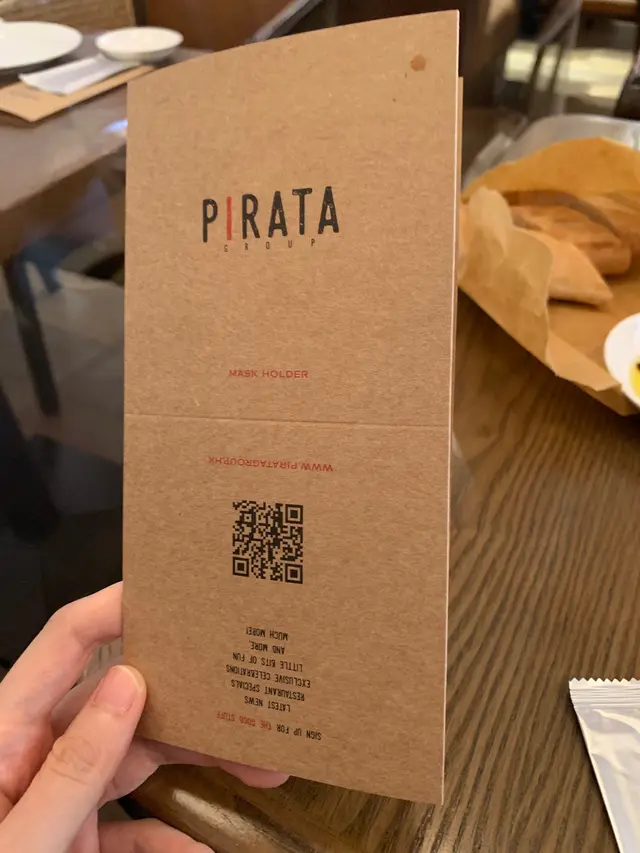 PIRATA
GROUP
MASK HOLDER
WWW.PIRATAGROUP.HK
SIGN UP FOR THE GOOD STUFF
LATEST NEWS
RESTAURANT SPECIALS
EXCLUSIVE CELEBRATIONS
LITTLE BITS OF FUN
AND MORE,
MUCH MORE!